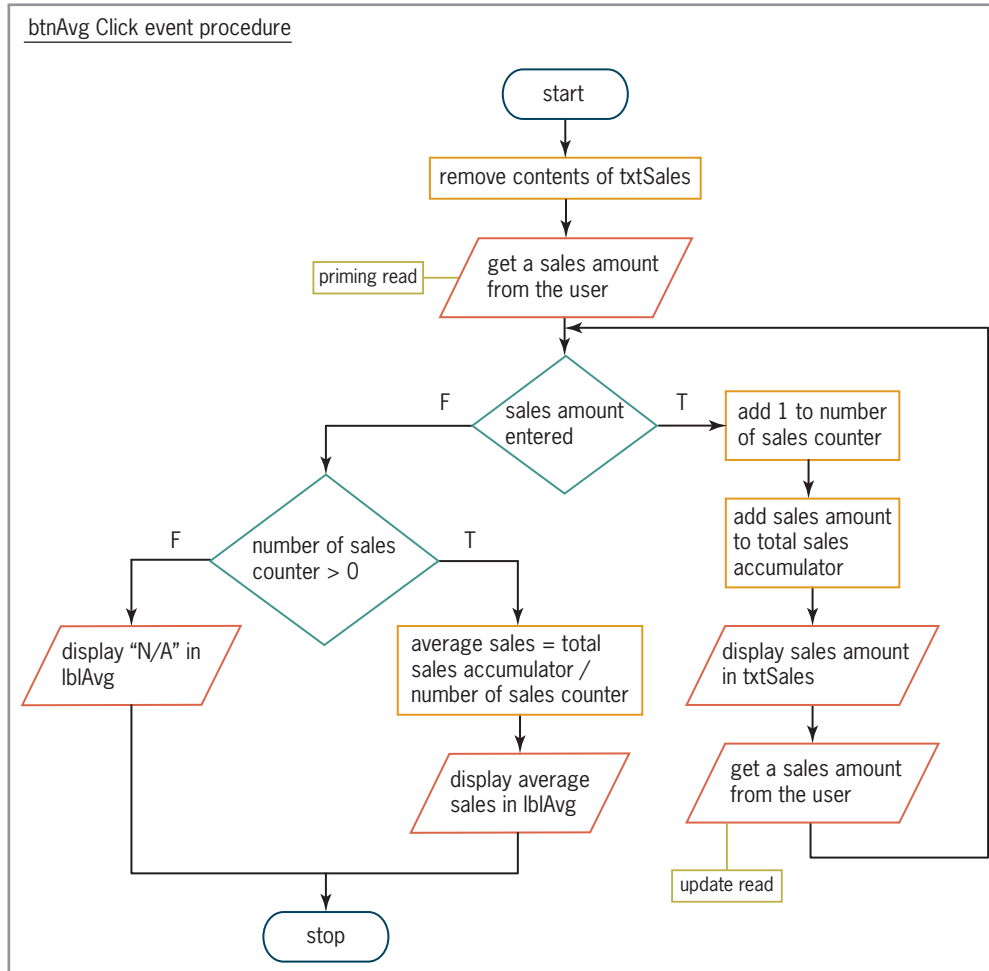 btnAvg Click event procedure
start
remove contents of txtSales
priming read
get a sales amount
from the user
F
sales amount
entered
T
add 1 to number
of sales counter
add sales amount
to total sales
accumulator
display sales amount
in txtSales
get a sales amount
from the user
update read
F
number of sales
counter > 0
T
display “N/A” in
lblAvg
average sales = total
sales accumulator /
number of sales counter
display average
sales in lblAvg
stop